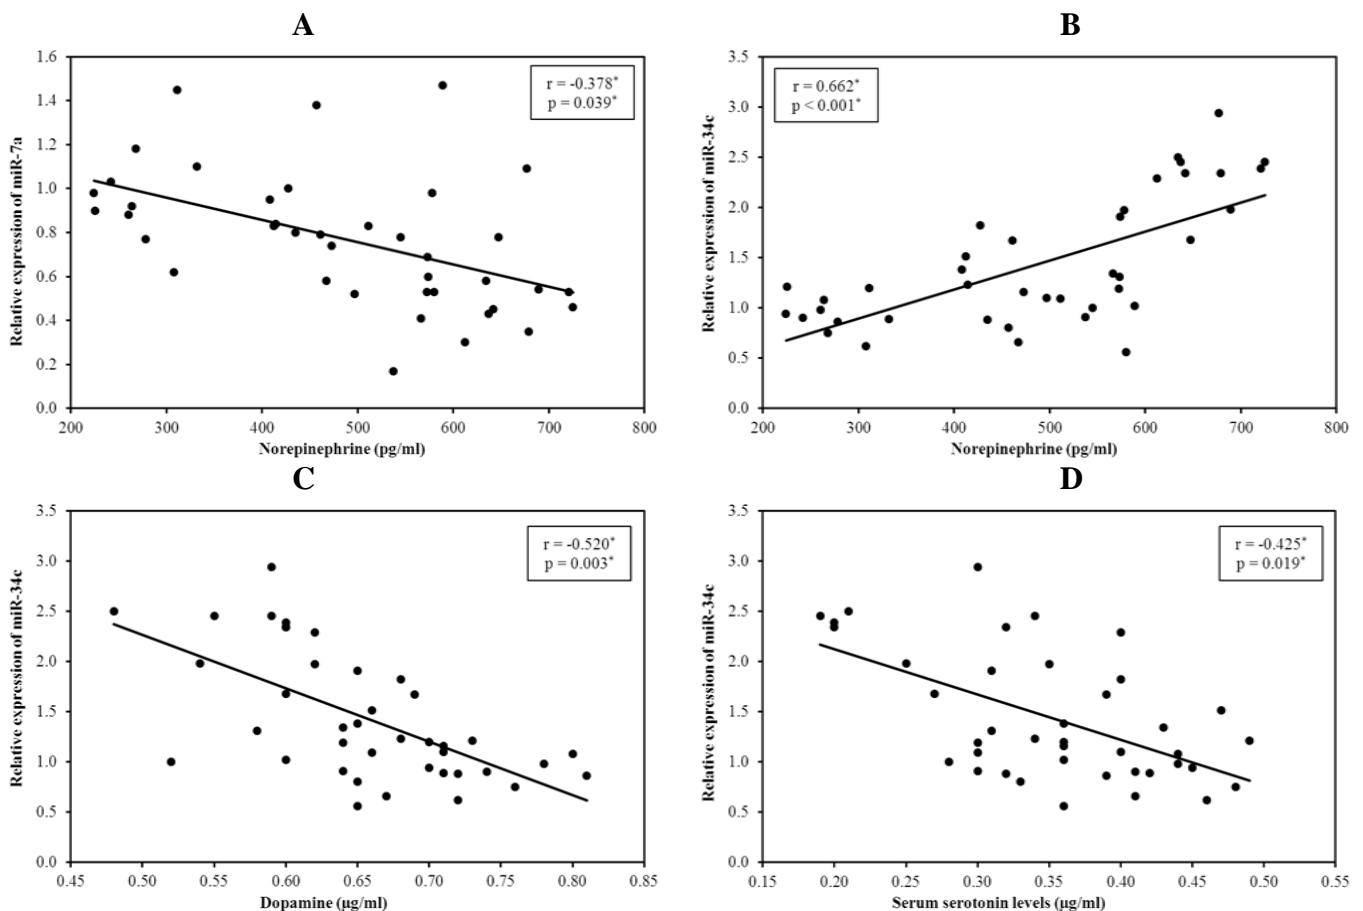 A
1.6
1.4
1.2
1.0
0.8
0.6
0.4
0.2
0.0
Relative expression of miR-7a
r = -0.378*
p = 0.039*
200 300 400 500 600 700 800
Norepinephrine (pg/ml)
B
3.5
3.0
2.5
2.0
1.5
1.0
0.5
0.0
Relative expression of miR-34c
r = 0.662*
p < 0.001*
200 300 400 500 600 700 800
Norepinephrine (pg/ml)
C
3.5
3.0
2.5
2.0
1.5
1.0
0.5
0.0
Relative expression of miR-34c
r = -0.520*
p = 0.003*
0.45 0.50 0.55 0.60 0.65 0.70 0.75 0.80 0.85
Dopamine (µg/ml)
D
3.5
3.0
2.5
2.0
1.5
1.0
0.5
0.0
Relative expression of miR-34c
r = -0.425*
p = 0.019*
0.15 0.20 0.25 0.30 0.35 0.40 0.45 0.50 0.55
Serum serotonin levels (µg/ml)